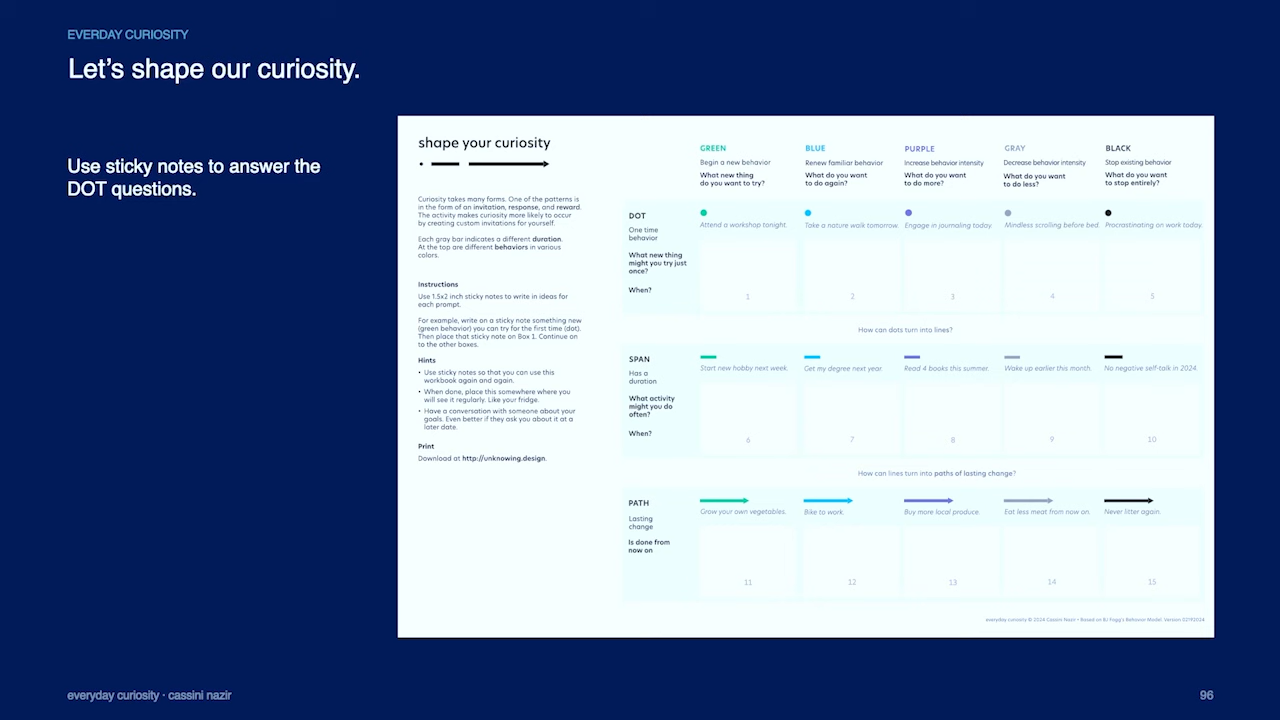 EVERDAY CURIOSITY
Let's shape our curiosity.
Use sticky notes to answer the
DOT questions.
shape your curiosity
Curiosity takes many forms. One of the patterns is
in the form of an invitation, response, and reward.
The activity makes curiosity more likely to occur
by creating custom invitations for yourself.
Each gray bar indicates a different duration.
At the top are different behaviors in various
colors.
Instructions
Use 1.5x2 inch sticky notes to write in ideas for
each prompt.
For example, write on a sticky note something new
(green behavior) you can try for the first time (dot).
Then place that sticky note on Box 1. Continue on
to the other boxes.
Hints
• Use sticky notes so that you can use this
workbook again and again.
• When done, place this somewhere where you
will see it regularly. Like your fridge.
• Have a conversation with someone about your
goals. Even better if they ask you about it at a
later date.
Print
Download at http://unknowing.design.
GREEN
Begin a new behavior
What new thing
do you want to try?
BLUE
Renew familiar behavior
What do you want
to do again?
PURPLE
Increase behavior intensity
What do you want
to do more?
GRAY
Decrease behavior intensity
What do you want
to do less?
BLACK
Stop existing behavior
What do you want
to stop entirely?
DOT
One time
behavior
What new thing
might you try just
once?
When?
Attend a workshop tonight.
Take a nature walk tomorrow.
Engage in journaling today.
Mindless scrolling before bed.
Procrastinating on work today.
1
2
3
4
5
How can dots turn into lines?
SPAN
Has a
duration
What activity
might you do
often?
When?
Start new hobby next week.
Get my degree next year.
Read 4 books this summer.
Wake up earlier this month.
No negative self-talk in 2024.
6
7
8
9
10
How can lines turn into paths of lasting change?
PATH
Lasting
change
Is done from
now on
Grow your own vegetables.
Bike to work.
Buy more local produce.
Eat less meat from now on.
Never litter again.
11
12
13
14
15
everyday curiosity © 2024 Cassini Nazir • Based on BJ Fogg's Behavior Model. Version 02192024
everyday curiosity · cassini nazir
96